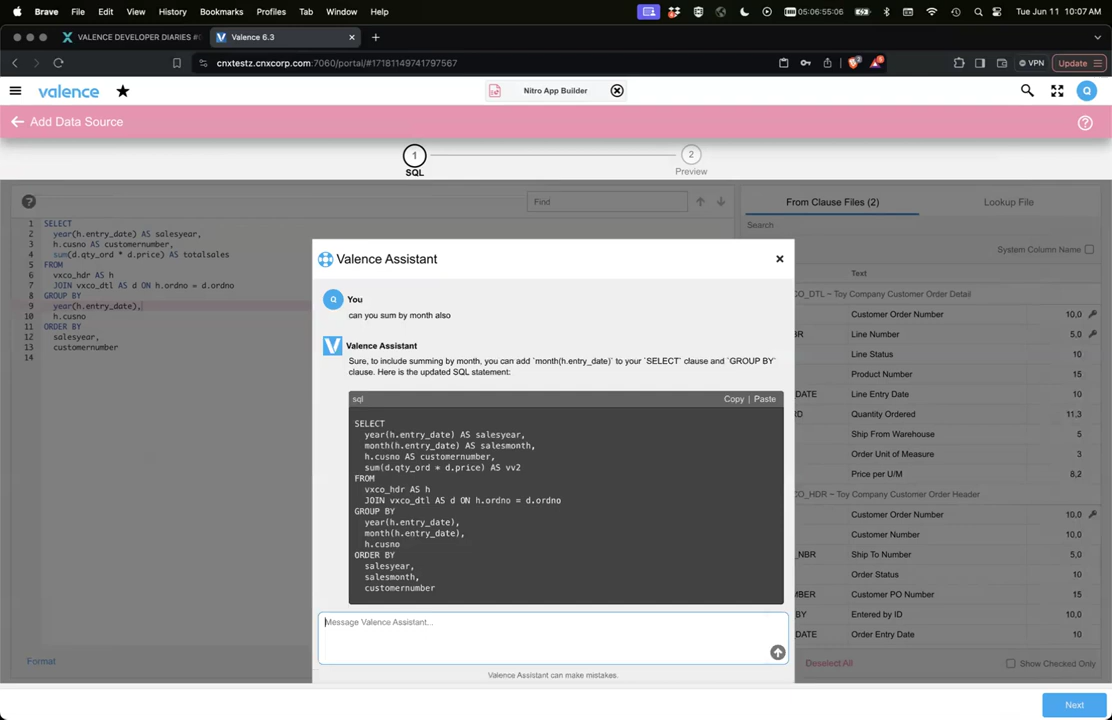 Brave File Edit View History Bookmarks Profiles Tab Window Help 05:06:55:06 Tue Jun 11 10:07 AM
VALENCE DEVELOPER DIARIES #
Valence 6.3
cnxtestz.cnxcorp.com:7060/portal/#1718114974179​7567 VPN Update
valence Nitro App Builder Q
Add Data Source
1 2
SQL Preview
Find
From Clause Files (2) Lookup File
Search
System Column Name
Text
1 SELECT
2 year(h.entry_date) AS salesyear,
3 h.cusno AS customernumber,
4 sum(d.qty_ord * d.price) AS totalsales
5 FROM
6 vxco_hdr AS h
7 JOIN vxco_dtl AS d ON h.ordno = d.ordno
8 GROUP BY
9 year(h.entry_date),
10 h.cusno
11 ORDER BY
12 salesyear,
13 customernumber
14
Format
Valence Assistant
Q You
can you sum by month also
Valence Assistant
Sure, to include summing by month, you can add `month(h.entry_date)` to your `SELECT` clause and `GROUP BY`
clause. Here is the updated SQL statement:
sql Copy | Paste
SELECT
year(h.entry_date) AS salesyear,
month(h.entry_date) AS salesmonth,
h.cusno AS customernumber,
sum(d.qty_ord * d.price) AS vv2
FROM
vxco_hdr AS h
JOIN vxco_dtl AS d ON h.ordno = d.ordno
GROUP BY
year(h.entry_date),
month(h.entry_date),
h.cusno
ORDER BY
salesyear,
salesmonth,
customernumber
Message Valence Assistant...
Valence Assistant can make mistakes.
CO_DTL – Toy Company Customer Order Detail
Customer Order Number 10,0
BR Line Number 5,0
Line Status 10
Product Number 15
DATE Line Entry Date 10
RD Quantity Ordered 11,3
Ship From Warehouse 5
Order Unit of Measure 3
Price per U/M 8,2
CO_HDR – Toy Company Customer Order Header
Customer Order Number 10,0
Customer Number 10,0
_NBR Ship To Number 5,0
Order Status 10
MBER Customer PO Number 15
BY Entered by ID 10,0
DATE Order Entry Date 10
Deselect All Show Checked Only
Next